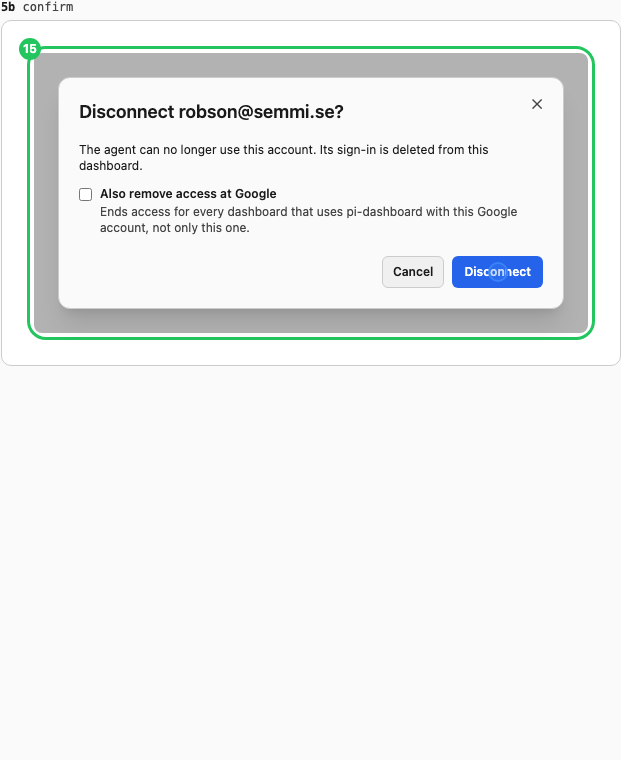 5b confirm
15
Disconnect robson@semmi.se?
The agent can no longer use this account. Its sign-in is deleted from this
dashboard.
Also remove access at Google
Ends access for every dashboard that uses pi-dashboard with this Google
account, not only this one.
Cancel
Disconnect